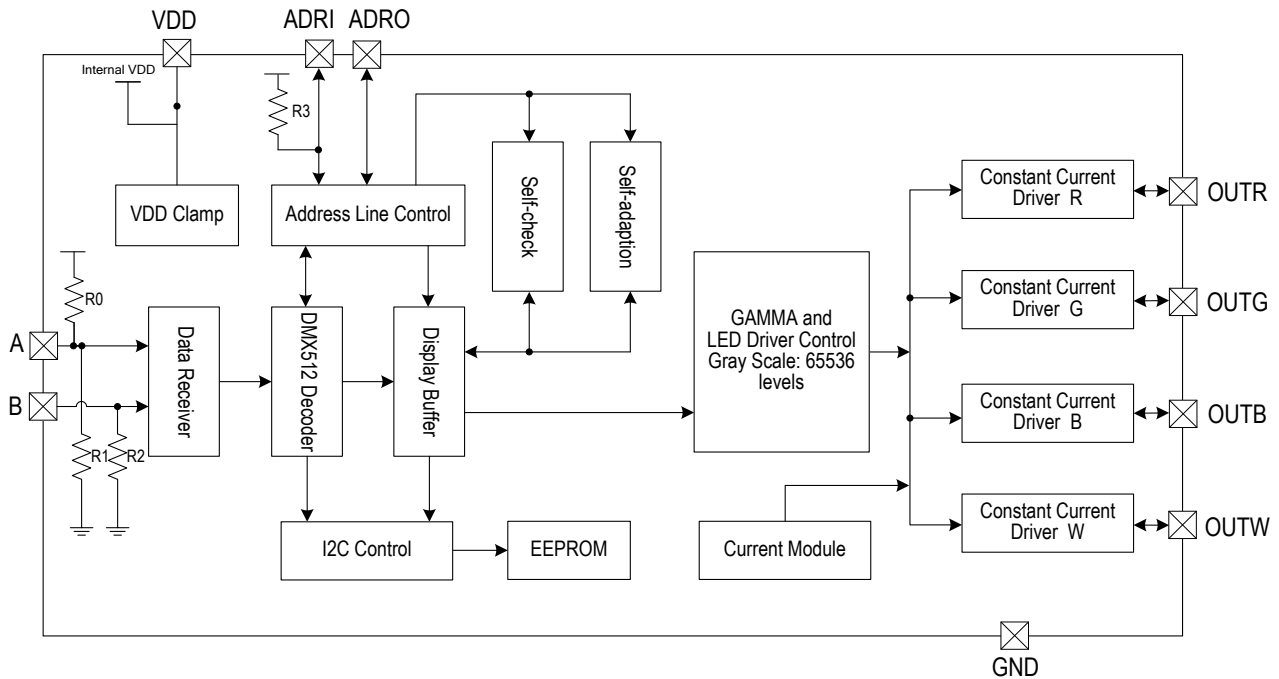 VDD
ADRI
ADRO
Internal VDD
R3
VDD Clamp
Address Line Control
Self-check
Self-adaption
Constant Current
Driver R
OUTR
R0
A
B
R1
R2
Data Receiver
DMX512 Decoder
Display Buffer
GAMMA and
LED Driver Control
Gray Scale: 65536
levels
Constant Current
Driver G
OUTG
Constant Current
Driver B
OUTB
Constant Current
Driver W
OUTW
I2C Control
EEPROM
Current Module
GND